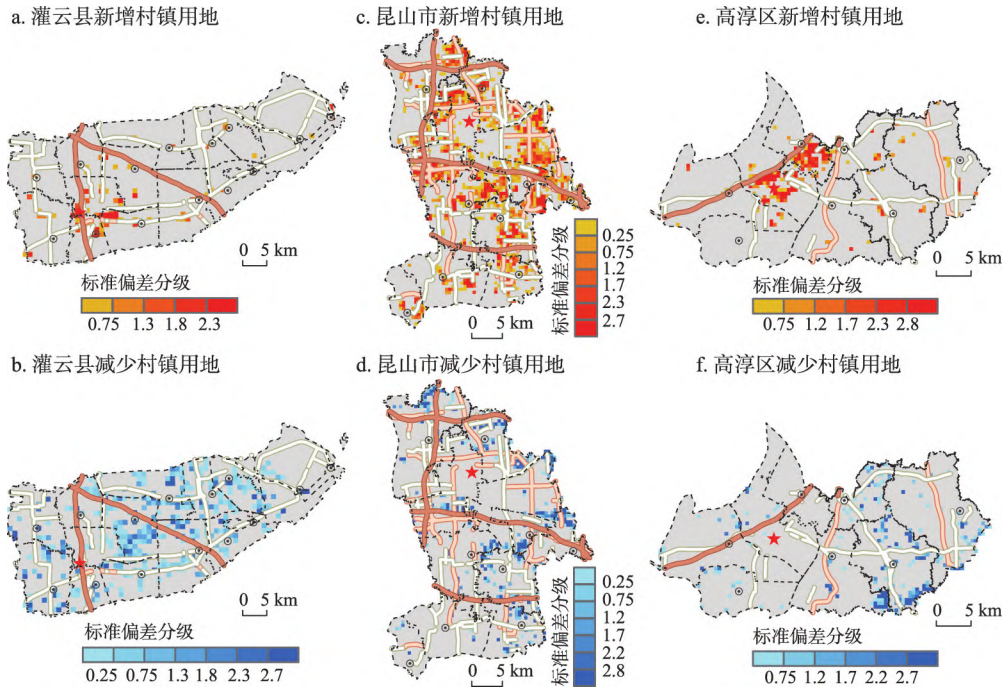 a. 灌云县新增村镇用地
0 5 km
标准偏差分级
0.75 1.3 1.8 2.3
c. 昆山市新增村镇用地
0.25
0.75
1.2
1.7
2.3
2.7
标准偏差分级
0 5 km
e. 高淳区新增村镇用地
0 5 km
标准偏差分级
0.75 1.2 1.7 2.3 2.8
b. 灌云县减少村镇用地
0 5 km
标准偏差分级
0.25 0.75 1.3 1.8 2.3 2.7
d. 昆山市减少村镇用地
0.25
0.75
1.2
1.7
2.2
2.8
标准偏差分级
0 5 km
f. 高淳区减少村镇用地
0 5 km
标准偏差分级
0.75 1.2 1.7 2.2 2.7